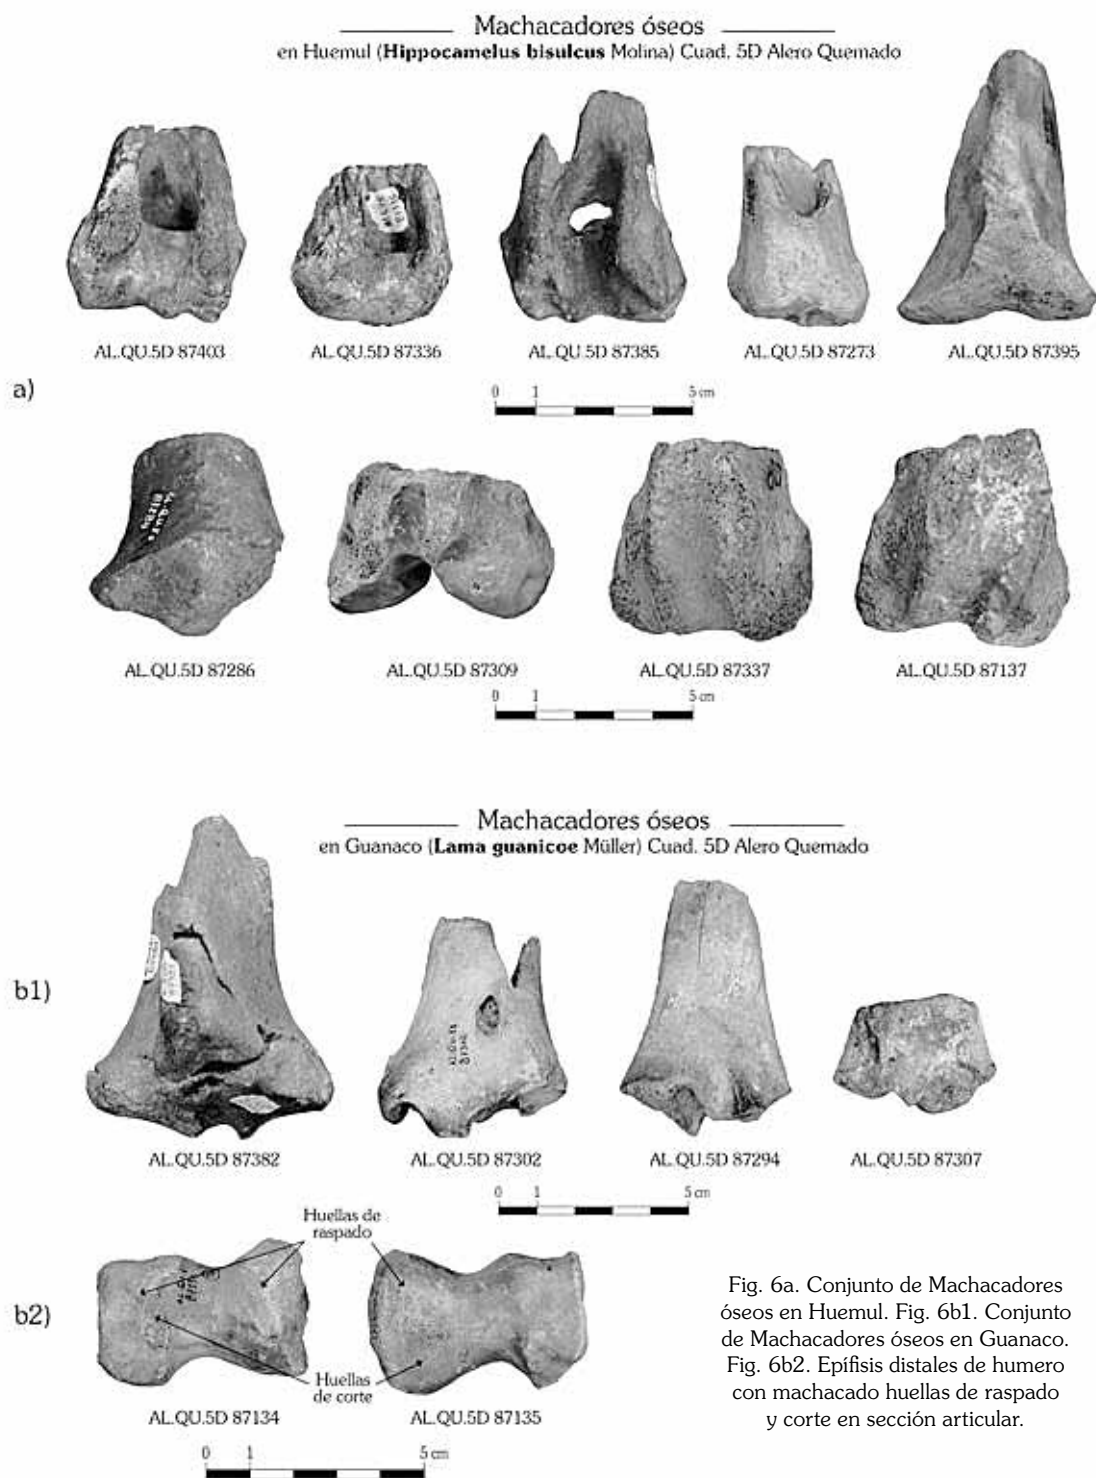 Machacadores óseos
en Huemul (Hippocamelus bisulcus Molina) Cuad. 5D Alero Quemado
AL.QU.5D 87403
AL.QU.5D 87336
AL.QU.5D 87385
AL.QU.5D 87273
AL.QU.5D 87395
a)
0 1 5 cm
AL.QU.5D 87286
AL.QU.5D 87309
AL.QU.5D 87337
AL.QU.5D 87137
0 1 5 cm
Machacadores óseos
en Guanaco (Lama guanicoe Müller) Cuad. 5D Alero Quemado
b1)
AL.QU.5D 87382
AL.QU.5D 87302
AL.QU.5D 87294
AL.QU.5D 87307
0 1 5 cm
Huellas de
raspado
b2)
Huellas
de corte
AL.QU.5D 87134
AL.QU.5D 87135
0 1 5 cm
Fig. 6a. Conjunto de Machacadores
óseos en Huemul. Fig. 6b1. Conjunto
de Machacadores óseos en Guanaco.
Fig. 6b2. Epífisis distales de humero
con machacado huellas de raspado
y corte en sección articular.